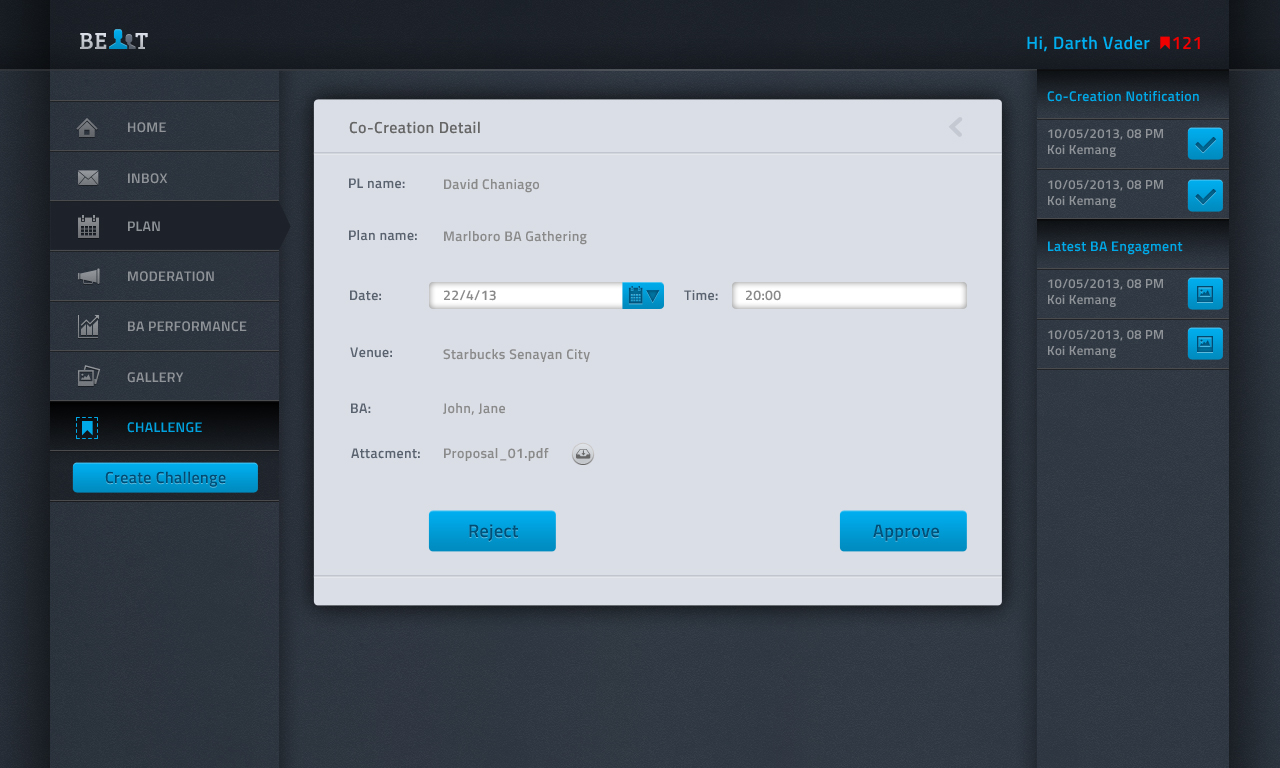 BE T
Hi, Darth Vader 121
HOME
INBOX
PLAN
MODERATION
BA PERFORMANCE
GALLERY
CHALLENGE
Create Challenge
Co-Creation Detail
PL name: David Chaniago
Plan name: Marlboro BA Gathering
Date: 22/4/13 Time: 20:00
Venue: Starbucks Senayan City
BA: John, Jane
Attacment: Proposal_01.pdf
Reject Approve
Co-Creation Notification
10/05/2013, 08 PM
Koi Kemang
10/05/2013, 08 PM
Koi Kemang
Latest BA Engagment
10/05/2013, 08 PM
Koi Kemang
10/05/2013, 08 PM
Koi Kemang